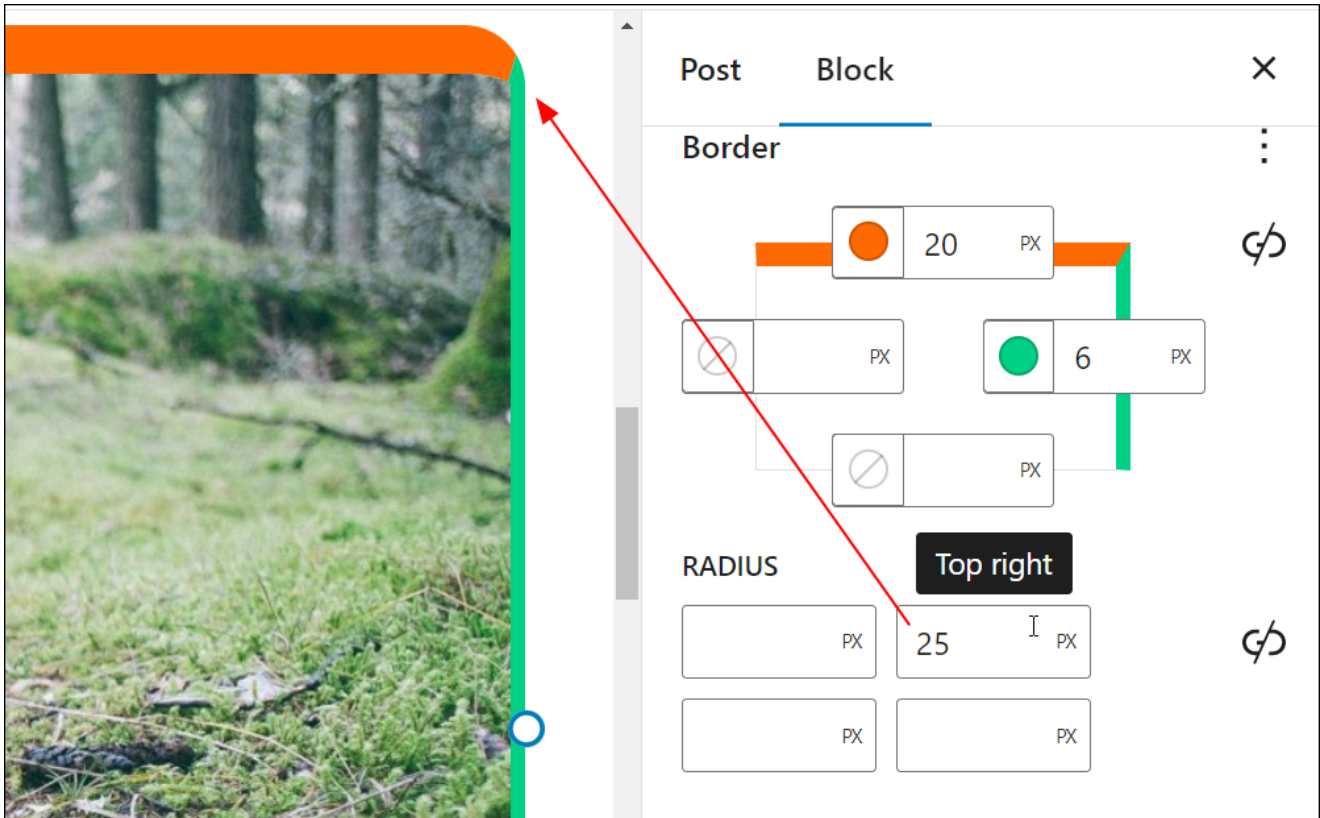 Post Block
Border
20 PX
PX
6 PX
PX
Top right
RADIUS
PX
25 PX
PX
PX